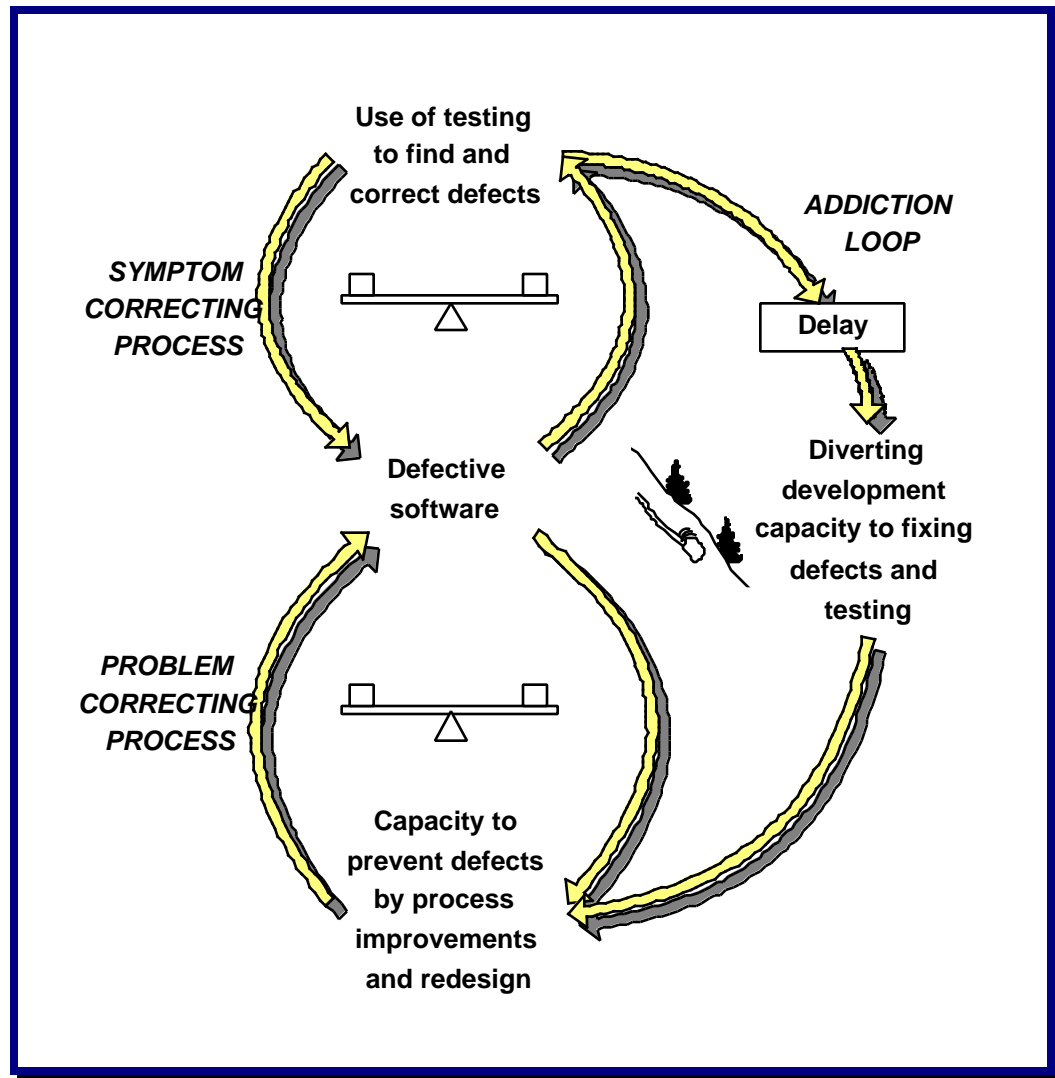 Use of testing
to find and
correct defects
ADDICTION
LOOP
SYMPTOM
CORRECTING
PROCESS
Delay
Defective
software
Diverting
development
capacity to fixing
defects and
testing
PROBLEM
CORRECTING
PROCESS
Capacity to
prevent defects
by process
improvements
and redesign